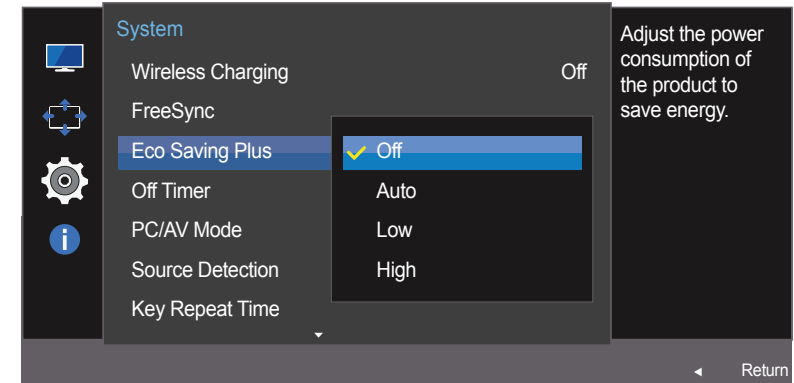 System
Wireless Charging Off
FreeSync
Eco Saving Plus
Off Timer
PC/AV Mode
Source Detection
Key Repeat Time
Off
Auto
Low
High
Adjust the power
consumption of
the product to
save energy.
Return